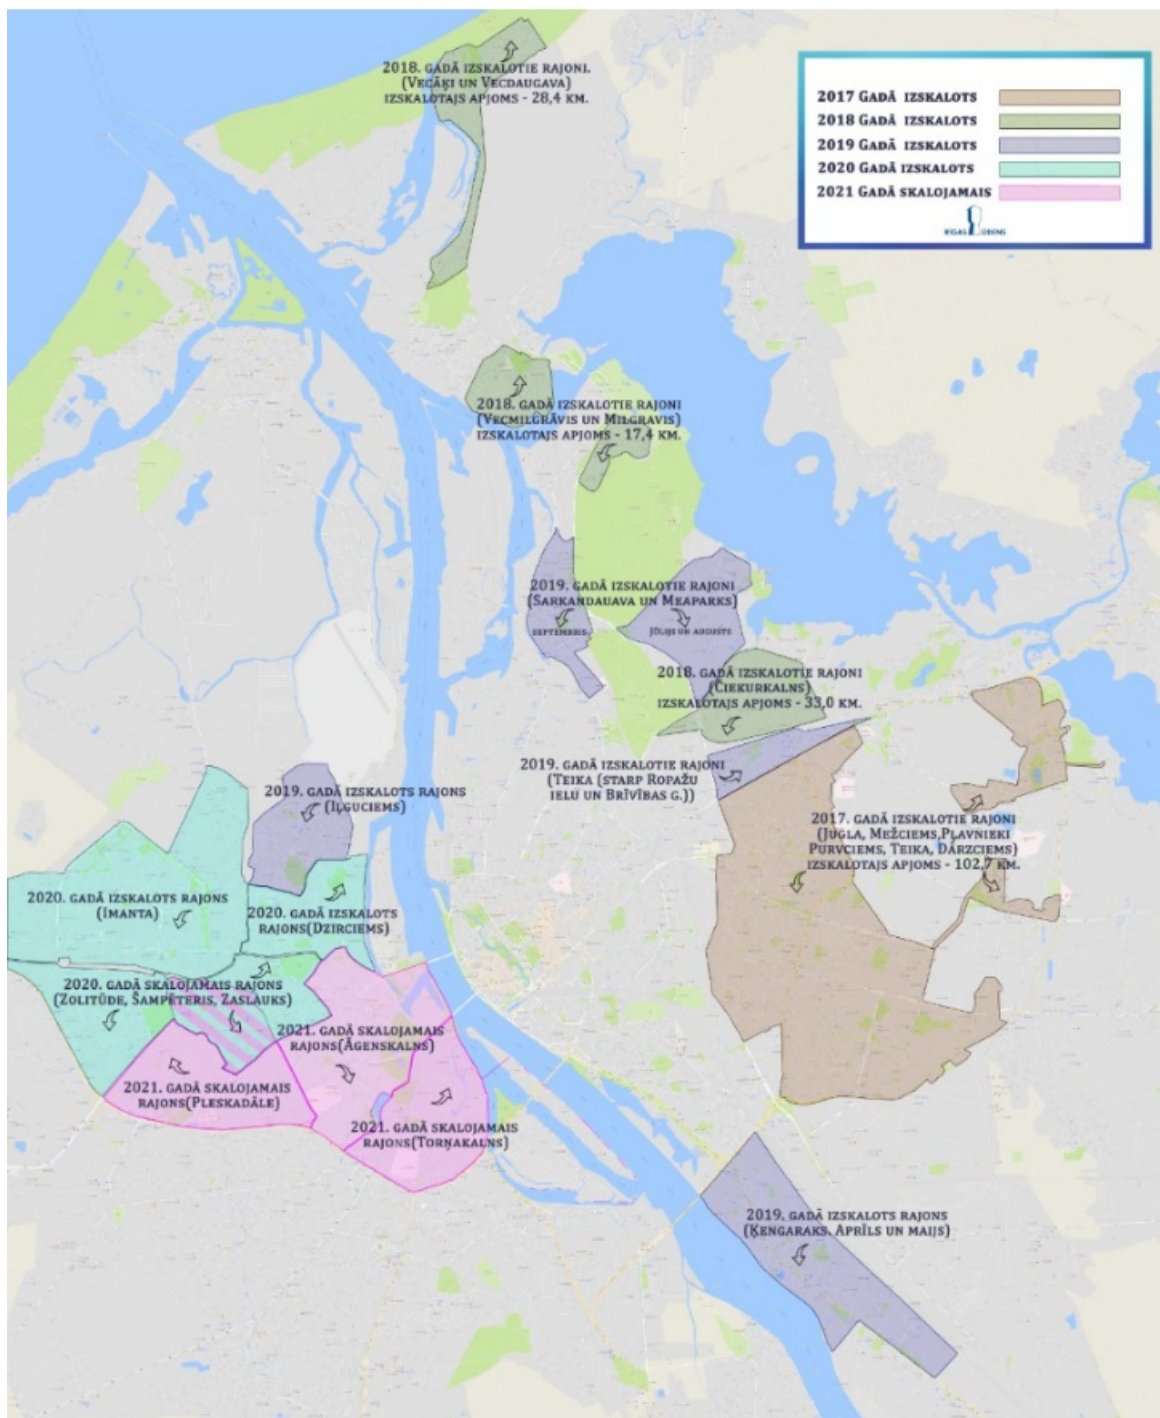 2018. GADĀ IZSKALOTIE RAJONI.
(VECĀĶI UN VECDAUGAVA)
IZSKALOTAJS APJOMS - 28,4 KM.
2017 GADĀ IZSKALOTS
2018 GADĀ IZSKALOTS
2019 GADĀ IZSKALOTS
2020 GADĀ IZSKALOTS
2021 GADĀ SKALOJAMAIS
RĪGAS ŪDENS
2018. GADĀ IZSKALOTIE RAJONI
(VECMILGRĀVIS UN MILGRAVIS)
IZSKALOTAJS APJOMS - 17,4 KM.
2019. GADĀ IZSKALOTIE RAJONI
(SARKANDAUAVA UN MEAPARKS)
SEPTEMBRIS.
JŪLIJS UN AUGUSTS
2018. GADĀ IZSKALOTIE RAJONI
(CIEKURKALNS)
IZSKALOTAJS APJOMS - 33,0 KM.
2019. GADĀ IZSKALOTIE RAJONI
(TEIKA (STARP ROPAŽU
IELU UN BRĪVĪBAS G.))
2019. GADĀ IZSKALOTS RAJONS
(IĻGUCIEMS)
2017. GADĀ IZSKALOTIE RAJONI
(JUGLA, MEŽCIEMS,PĻAVNIEKI
PURVCIEMS, TEIKA, DĀRZCIEMS)
IZSKALOTAJS APJOMS - 102,7 KM.
2020. GADĀ IZSKALOTS RAJONS
(IMANTA)
2020. GADĀ IZSKALOTS
RAJONS(DZIRCIEMS)
2020. GADĀ SKALOJAMAIS RAJONS
(ZOLITŪDE, ŠAMPĒTERIS, ZASLAUKS)
2021. GADĀ SKALOJAMAIS
RAJONS(ĀGENSKALNS)
2021. GADĀ SKALOJAMAIS
RAJONS(PLESKADĀLE)
2021. GADĀ SKALOJAMAIS
RAJONS(TORŅAKALNS)
2019. GADĀ IZSKALOTS RAJONS
(ĶENGARAKS. APRĪLS UN MAIJS)